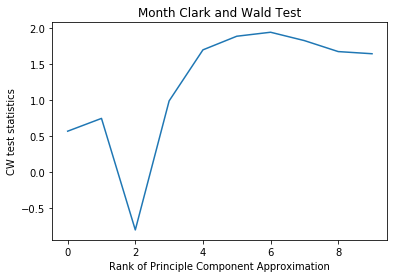 Month Clark and Wald Test
CW test statistics
2.0
1.5
1.0
0.5
0.0
−0.5
0 2 4 6 8
Rank of Principle Component Approximation